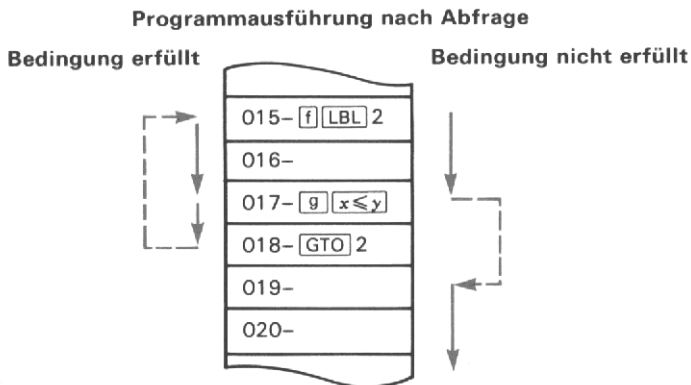 Programmausführung nach Abfrage
Bedingung erfüllt
Bedingung nicht erfüllt
015– f LBL 2
016–
017– g x≤y
018– GTO 2
019–
020–